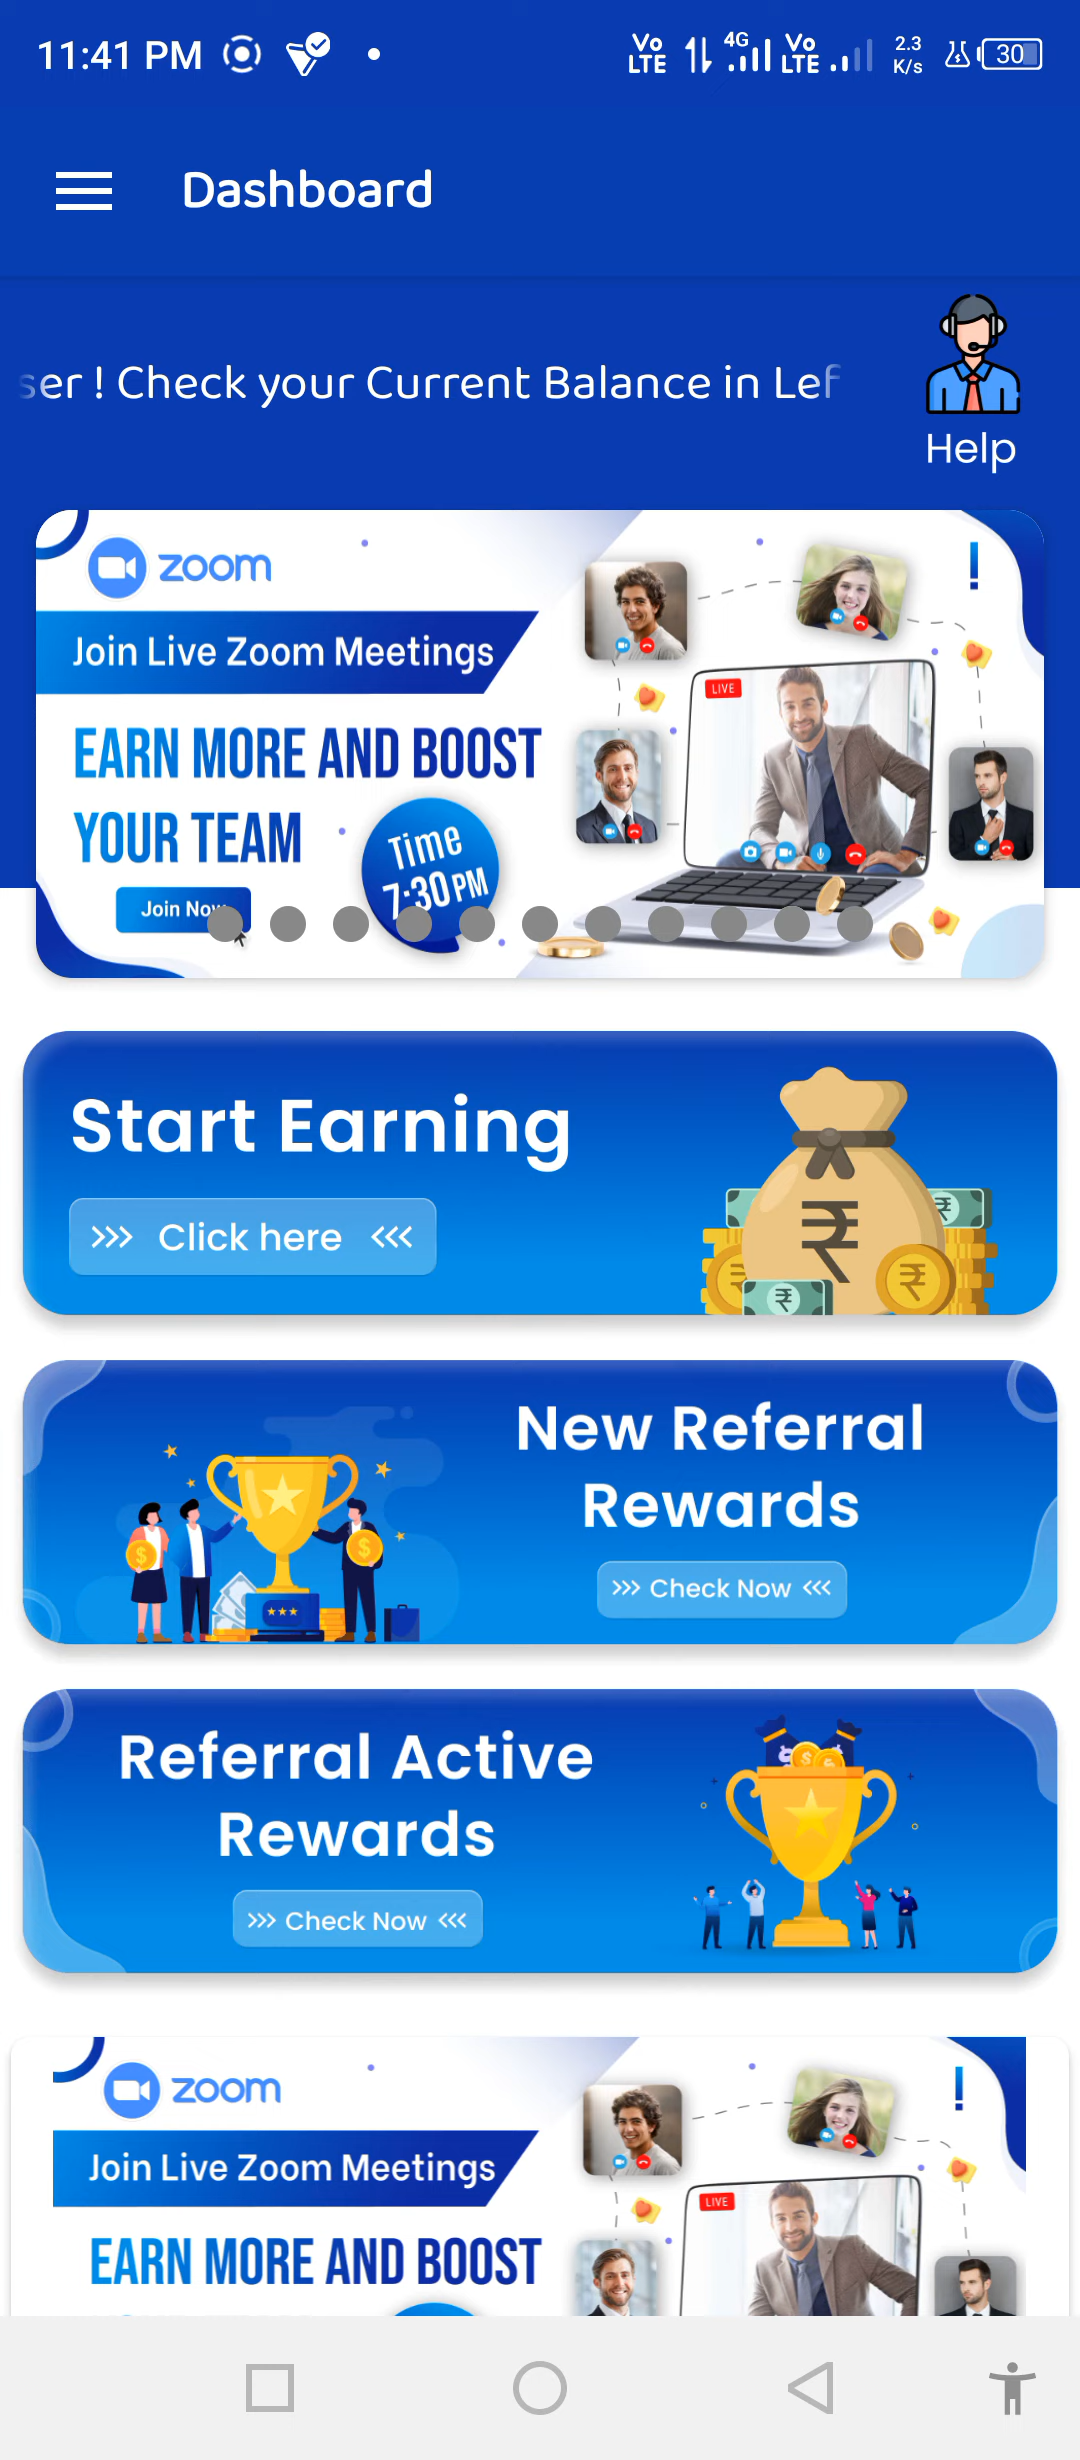 11:41 PM
Vo LTE 4G Vo LTE 2.3 K/s 30
Dashboard
ser ! Check your Current Balance in Lef
Help
zoom
Join Live Zoom Meetings
LIVE
EARN MORE AND BOOST
YOUR TEAM
Time
7:30 PM
Join Now
Start Earning
>>> Click here <<<
₹
₹
₹
₹
₹
New Referral
Rewards
>>> Check Now <<<
Referral Active
Rewards
>>> Check Now <<<
zoom
Join Live Zoom Meetings
LIVE
EARN MORE AND BOOST